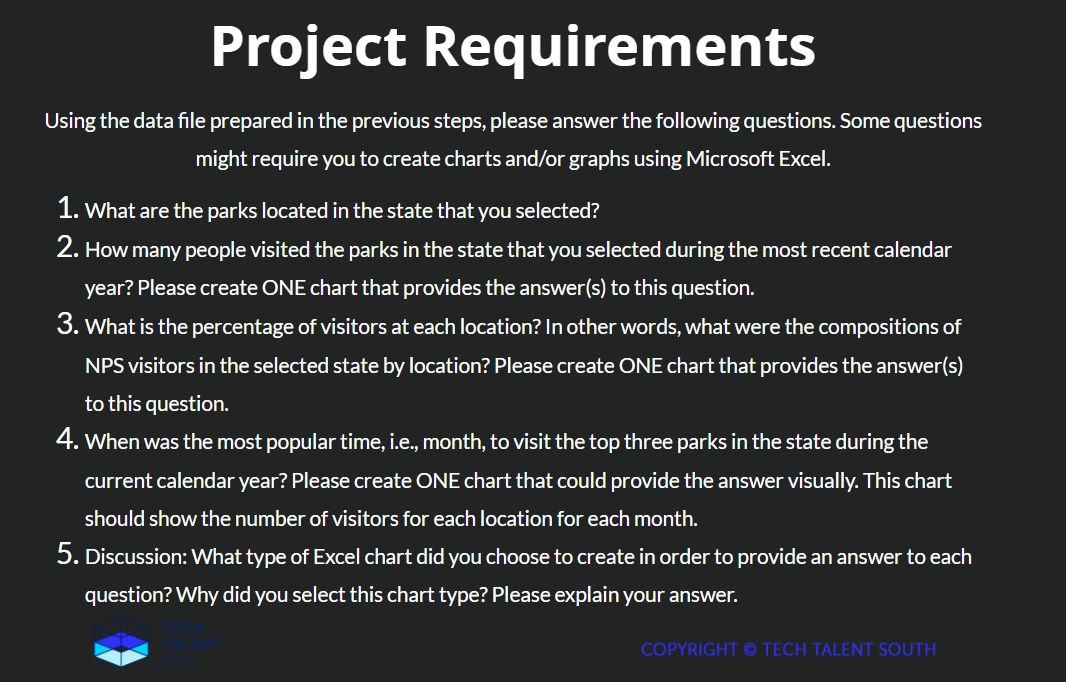 Project Requirements
Using the data file prepared in the previous steps, please answer the following questions. Some questions
might require you to create charts and/or graphs using Microsoft Excel.
1. What are the parks located in the state that you selected?
2. How many people visited the parks in the state that you selected during the most recent calendar
year? Please create ONE chart that provides the answer(s) to this question.
3. What is the percentage of visitors at each location? In other words, what were the compositions of
NPS visitors in the selected state by location? Please create ONE chart that provides the answer(s)
to this question.
4. When was the most popular time, i.e., month, to visit the top three parks in the state during the
current calendar year? Please create ONE chart that could provide the answer visually. This chart
should show the number of visitors for each location for each month.
5. Discussion: What type of Excel chart did you choose to create in order to provide an answer to each
question? Why did you select this chart type? Please explain your answer.
TECH
TALENT
COPYRIGHT © TECH TALENT SOUTH